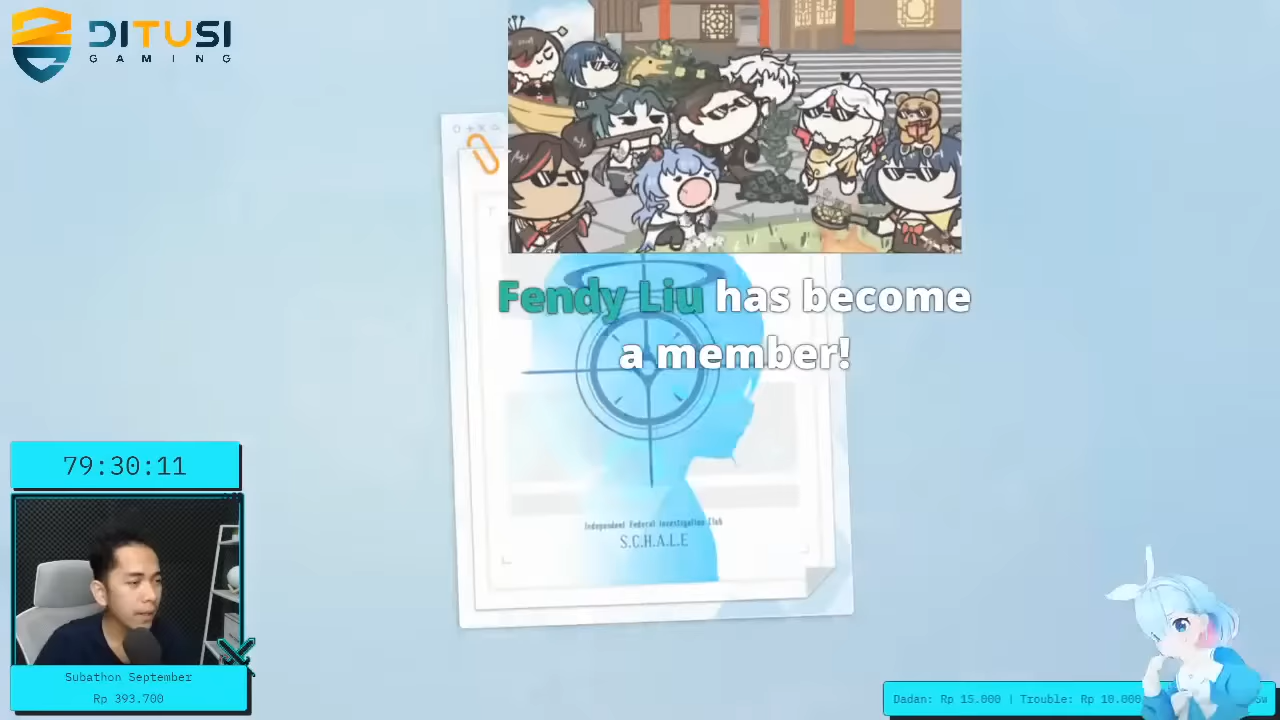 DITUSI
GAMING
Fendy Liu has become
a member!
79:30:11
Independent Federal Investigation Club
S.C.H.A.L.E
Subathon September
Rp 393.700
Dadan: Rp 15.000 | Trouble: Rp 10.000